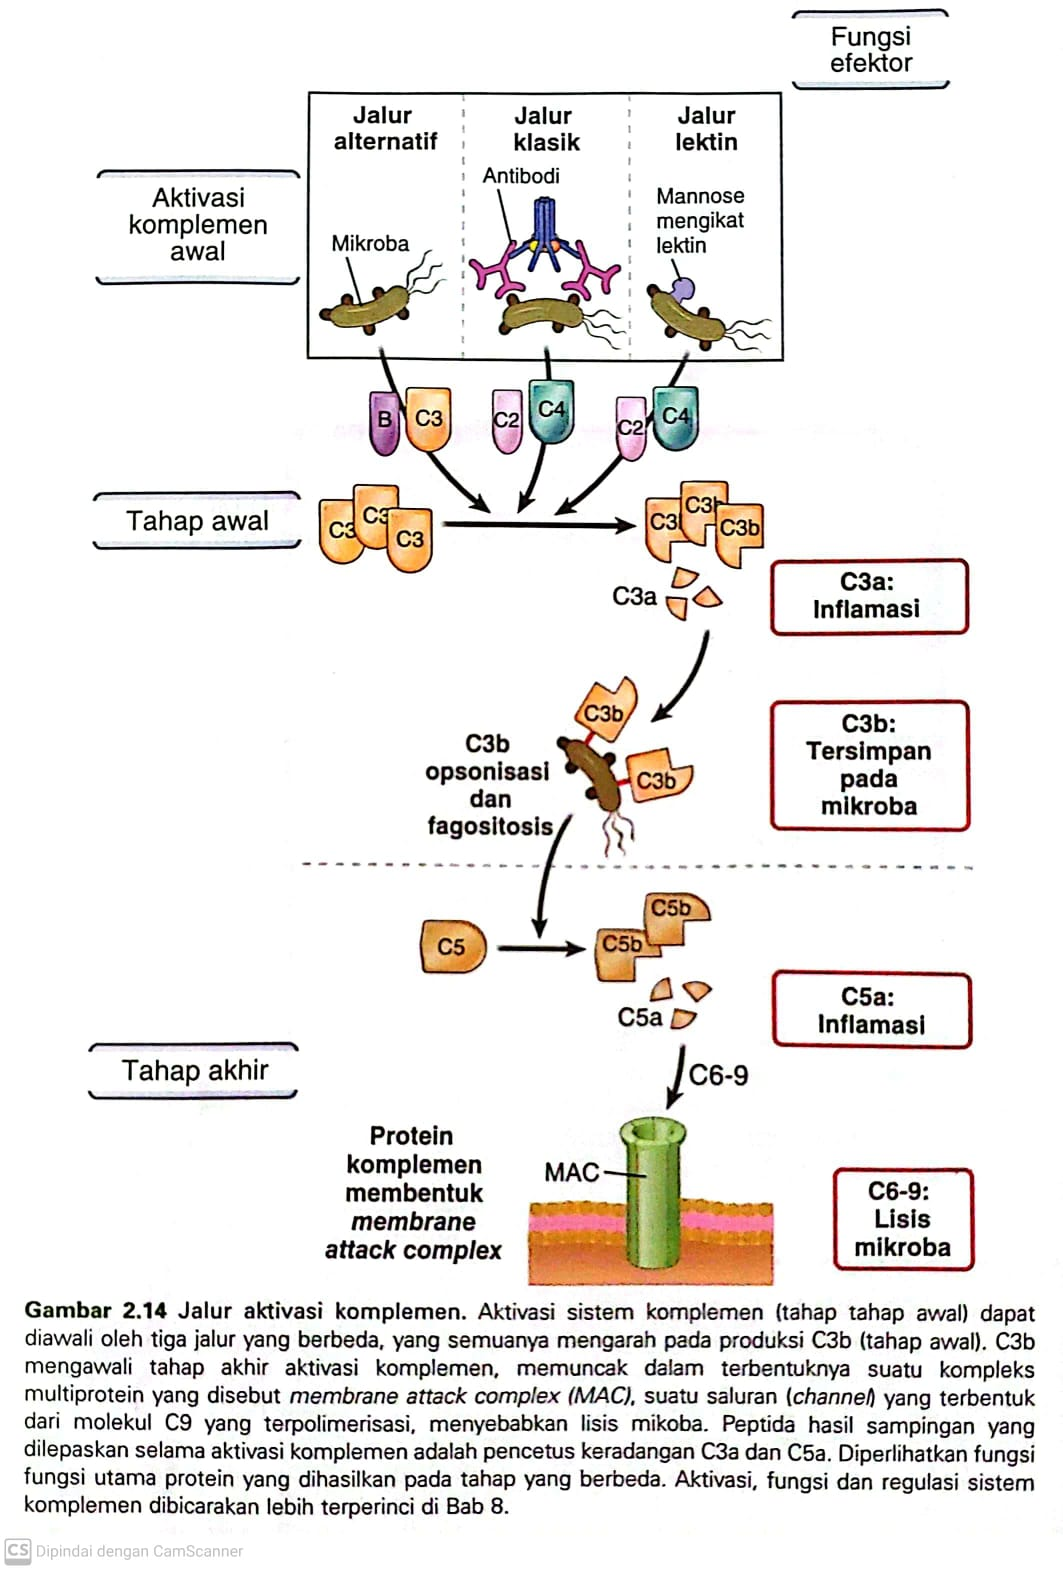 Fungsi
efektor
Jalur
alternatif
Jalur
klasik
Jalur
lektin
Aktivasi
komplemen
awal
Mikroba
Antibodi
Mannose
mengikat
lektin
B
C3
C2
C4
C2
C4
Tahap awal
C3
C3
C3
C3b
C3a
C3a:
Inflamasi
C3b
C3b
C3b
opsonisasi
dan
fagositosis
C3b:
Tersimpan
pada
mikroba
C5
C5b
C5b
C5a
C5a:
Inflamasi
Tahap akhir
C6-9
Protein
komplemen
membentuk
membrane
attack complex
MAC
C6-9:
Lisis
mikroba
Gambar 2.14 Jalur aktivasi komplemen. Aktivasi sistem komplemen (tahap tahap awal) dapat
diawali oleh tiga jalur yang berbeda, yang semuanya mengarah pada produksi C3b (tahap awal). C3b
mengawali tahap akhir aktivasi komplemen, memuncak dalam terbentuknya suatu kompleks
multiprotein yang disebut membrane attack complex (MAC), suatu saluran (channel) yang terbentuk
dari molekul C9 yang terpolimerisasi, menyebabkan lisis mikoba. Peptida hasil sampingan yang
dilepaskan selama aktivasi komplemen adalah pencetus keradangan C3a dan C5a. Diperlihatkan fungsi
fungsi utama protein yang dihasilkan pada tahap yang berbeda. Aktivasi, fungsi dan regulasi sistem
komplemen dibicarakan lebih terperinci di Bab 8.
CS Dipindai dengan CamScanner